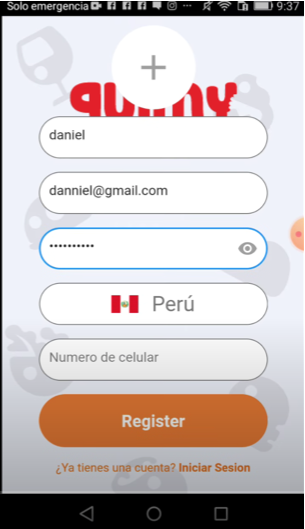 Solo emergencia 9:37
daniel
danniel@gmail.com
••••••••••
Perú
Numero de celular
Register
¿Ya tienes una cuenta? Iniciar Sesion